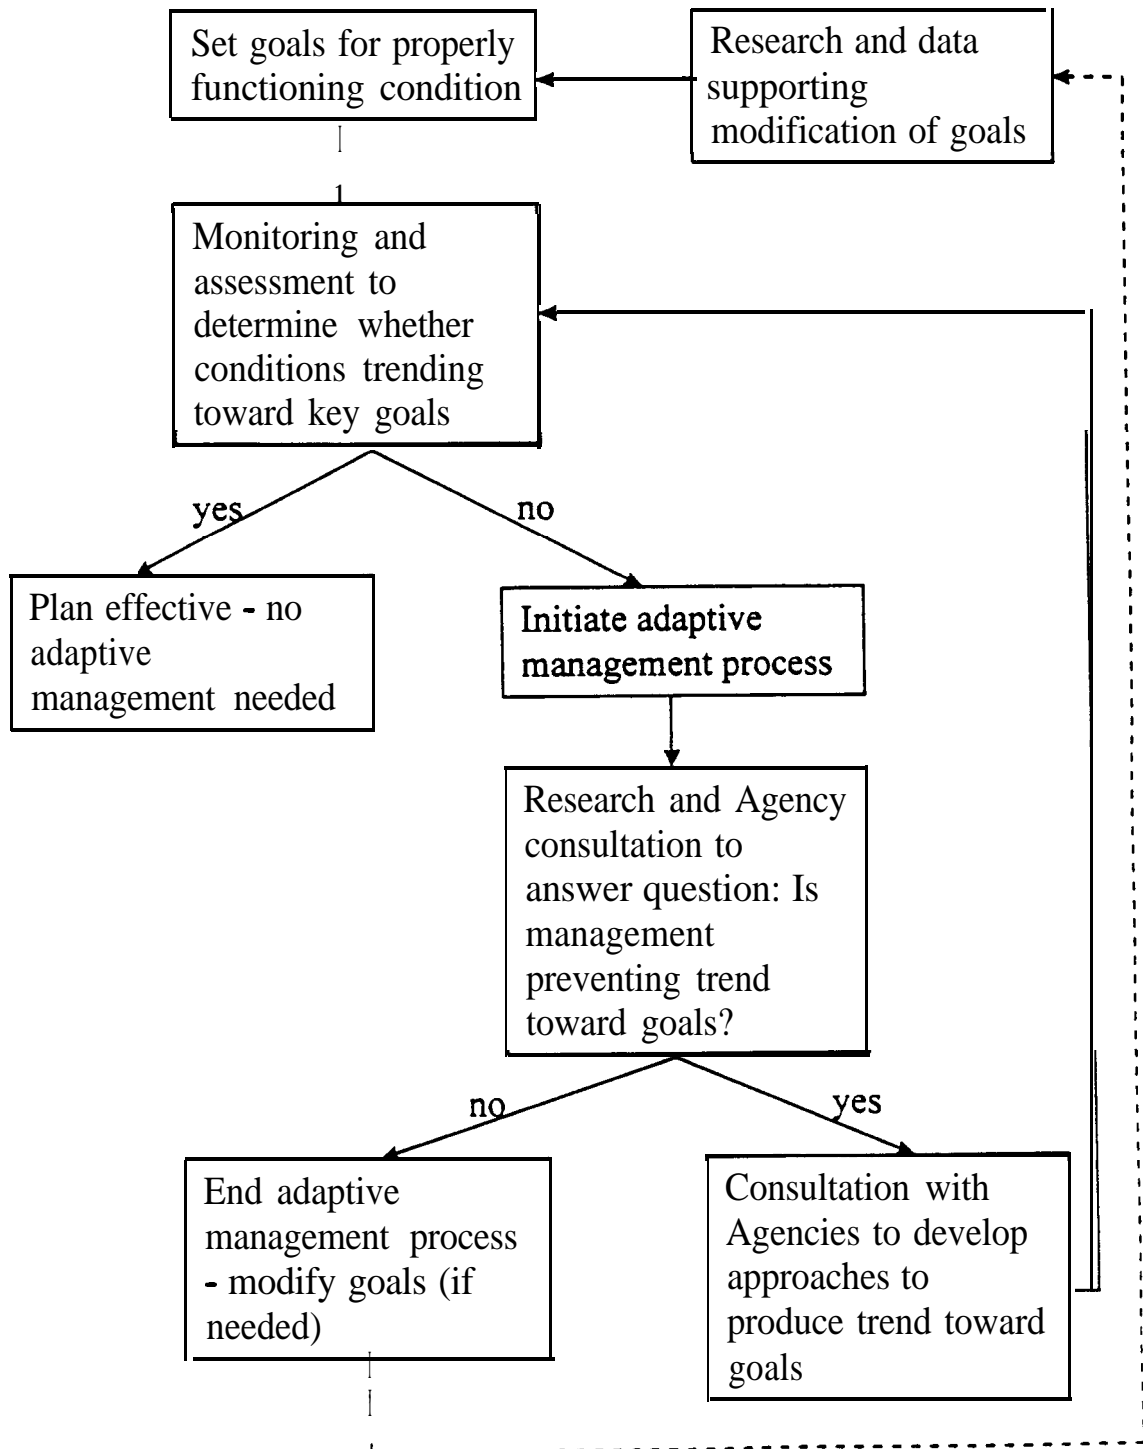 Set goals for properly
functioning condition
Research and data
supporting
modification of goals
Monitoring and
assessment to
determine whether
conditions trending
toward key goals
yes
no
Plan effective - no
adaptive
management needed
Initiate adaptive
management process
Research and Agency
consultation to
answer question: Is
management
preventing trend
toward goals?
no
yes
End adaptive
management process
- modify goals (if
needed)
Consultation with
Agencies to develop
approaches to
produce trend toward
goals